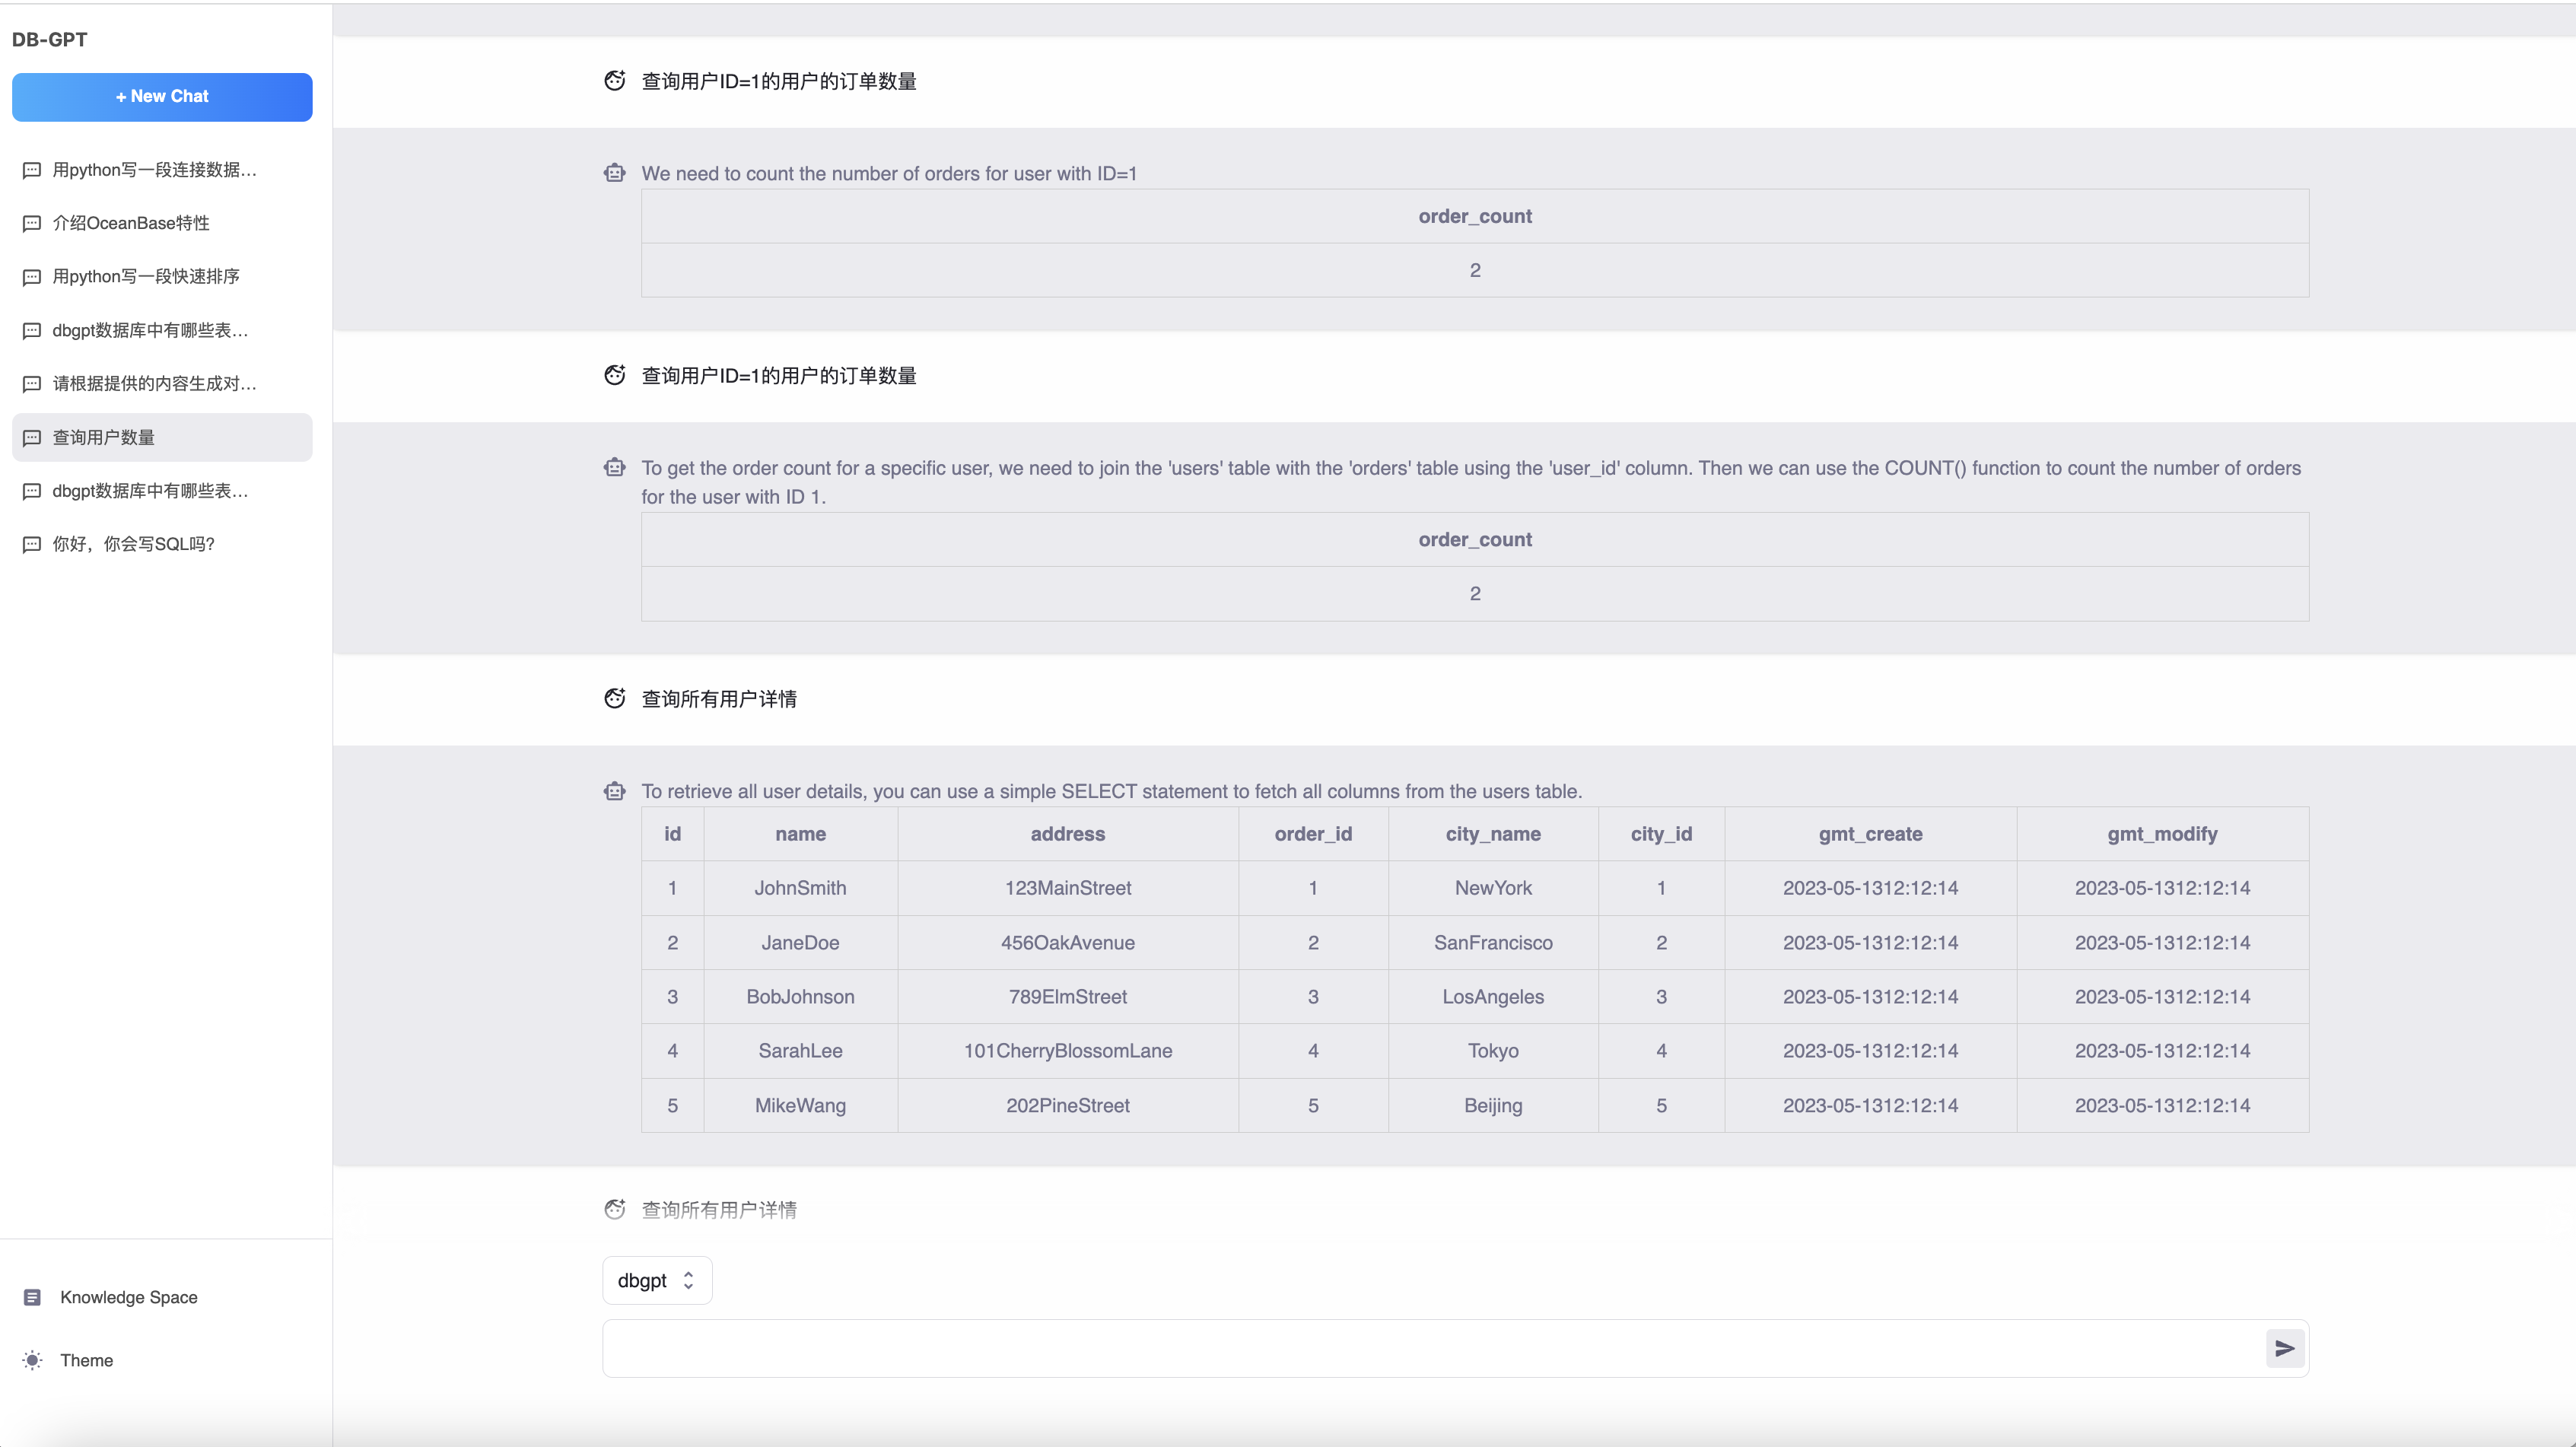 DB-GPT
+ New Chat
用python写一段连接数据…
介绍OceanBase特性
用python写一段快速排序
dbgpt数据库中有哪些表…
请根据提供的内容生成对…
查询用户数量
dbgpt数据库中有哪些表…
你好，你会写SQL吗?
Knowledge Space
Theme
查询用户ID=1的用户的订单数量
We need to count the number of orders for user with ID=1
order_count
2
查询用户ID=1的用户的订单数量
To get the order count for a specific user, we need to join the 'users' table with the 'orders' table using the 'user_id' column. Then we can use the COUNT() function to count the number of orders
for the user with ID 1.
order_count
2
查询所有用户详情
To retrieve all user details, you can use a simple SELECT statement to fetch all columns from the users table.
id name address order_id city_name city_id gmt_create gmt_modify
1 JohnSmith 123MainStreet 1 NewYork 1 2023-05-1312:12:14 2023-05-1312:12:14
2 JaneDoe 456OakAvenue 2 SanFrancisco 2 2023-05-1312:12:14 2023-05-1312:12:14
3 BobJohnson 789ElmStreet 3 LosAngeles 3 2023-05-1312:12:14 2023-05-1312:12:14
4 SarahLee 101CherryBlossomLane 4 Tokyo 4 2023-05-1312:12:14 2023-05-1312:12:14
5 MikeWang 202PineStreet 5 Beijing 5 2023-05-1312:12:14 2023-05-1312:12:14
查询所有用户详情
dbgpt